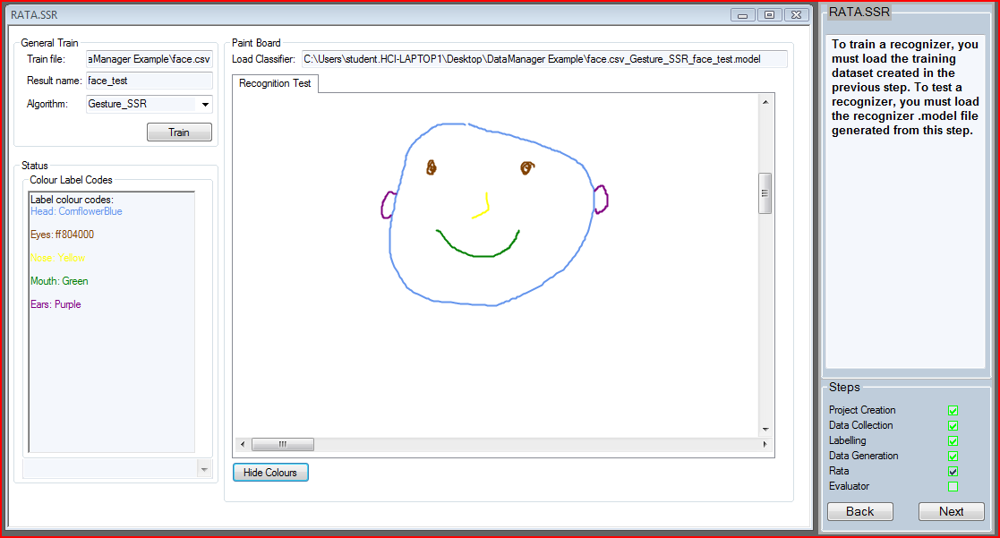 RATA.SSR
General Train
Train file: aManager Example\face.csv
Result name: face_test
Algorithm: Gesture_SSR
Train
Status
Colour Label Codes
Label colour codes:
Head: CornflowerBlue
Eyes: ff804000
Nose: Yellow
Mouth: Green
Ears: Purple
Paint Board
Load Classifier: C:\Users\student.HCI-LAPTOP1\Desktop\DataManager Example\face.csv_Gesture_SSR_face_test.model
Recognition Test
Hide Colours
RATA.SSR
To train a recognizer, you
must load the training
dataset created in the
previous step. To test a
recognizer, you must load
the recognizer .model file
generated from this step.
Steps
Project Creation
Data Collection
Labelling
Data Generation
Rata
Evaluator
Back Next